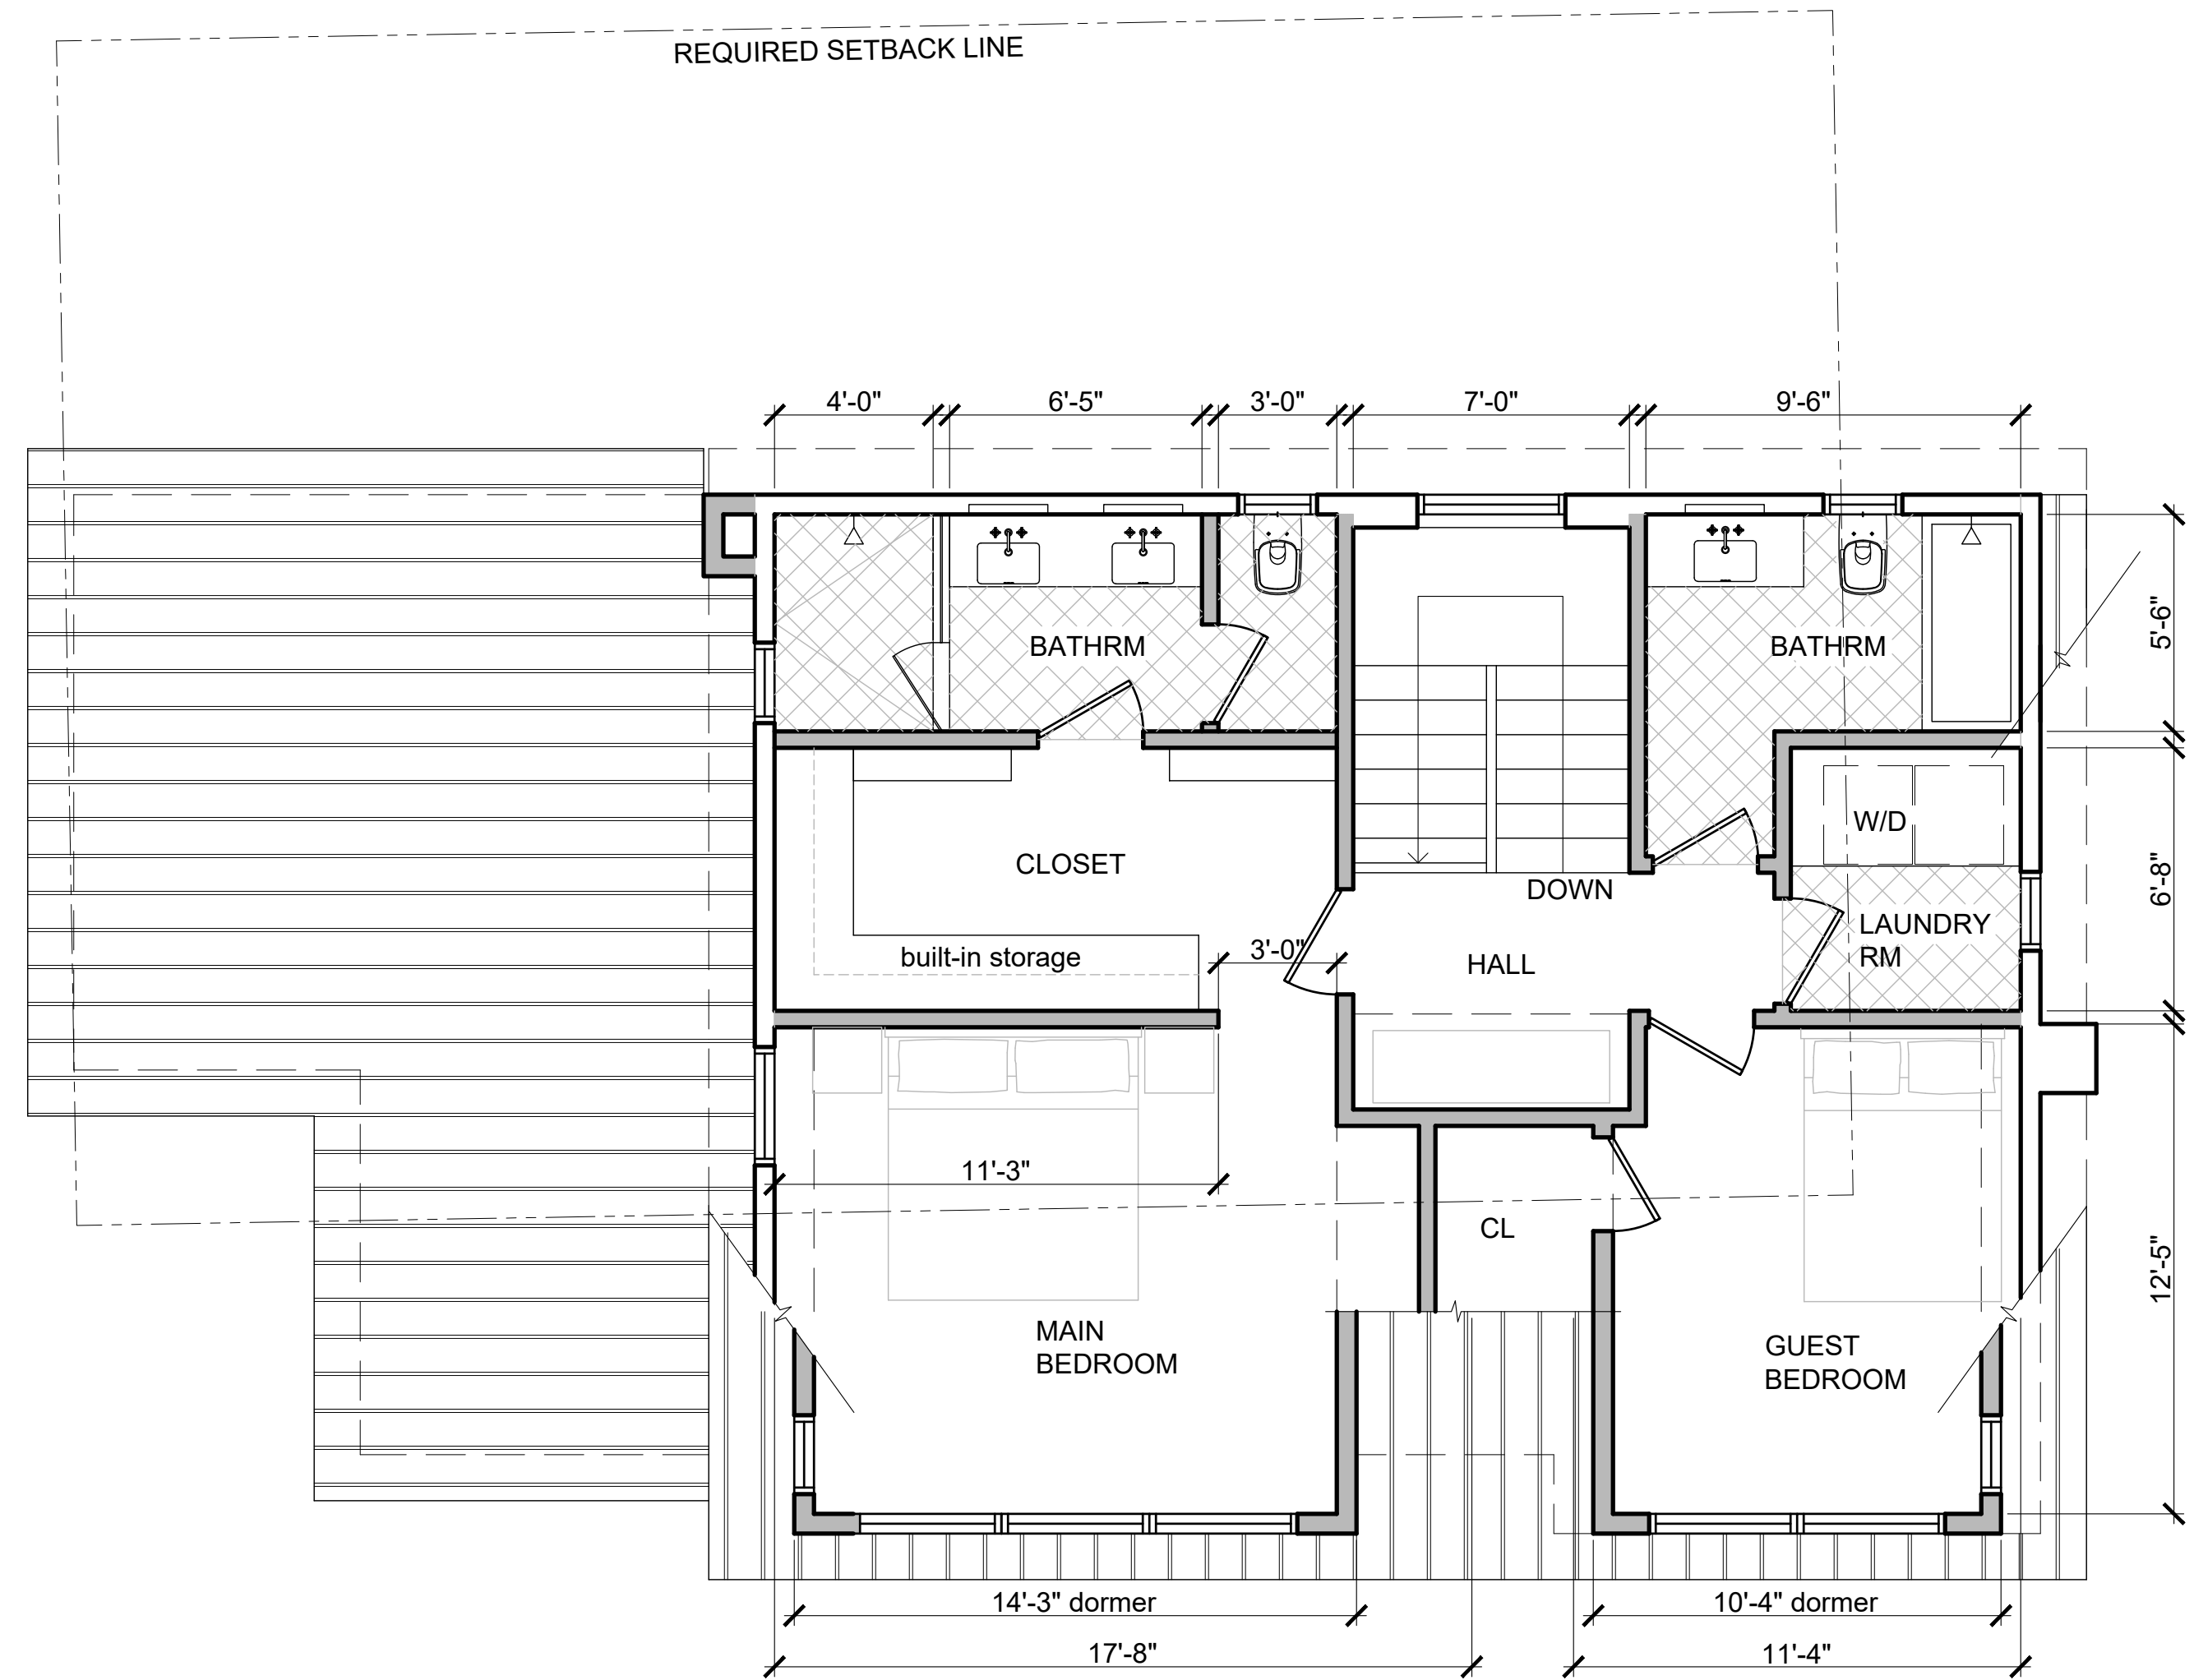 REQUIRED SETBACK LINE
4'-0"
6'-5"
3'-0"
7'-0"
9'-6"
BATHRM
BATHRM
5'-6"
W/D
CLOSET
DOWN
6'-8"
LAUNDRY
RM
built-in storage
3'-0"
HALL
11'-3"
CL
12'-5"
MAIN
BEDROOM
GUEST
BEDROOM
14'-3" dormer
10'-4" dormer
17'-8"
11'-4"